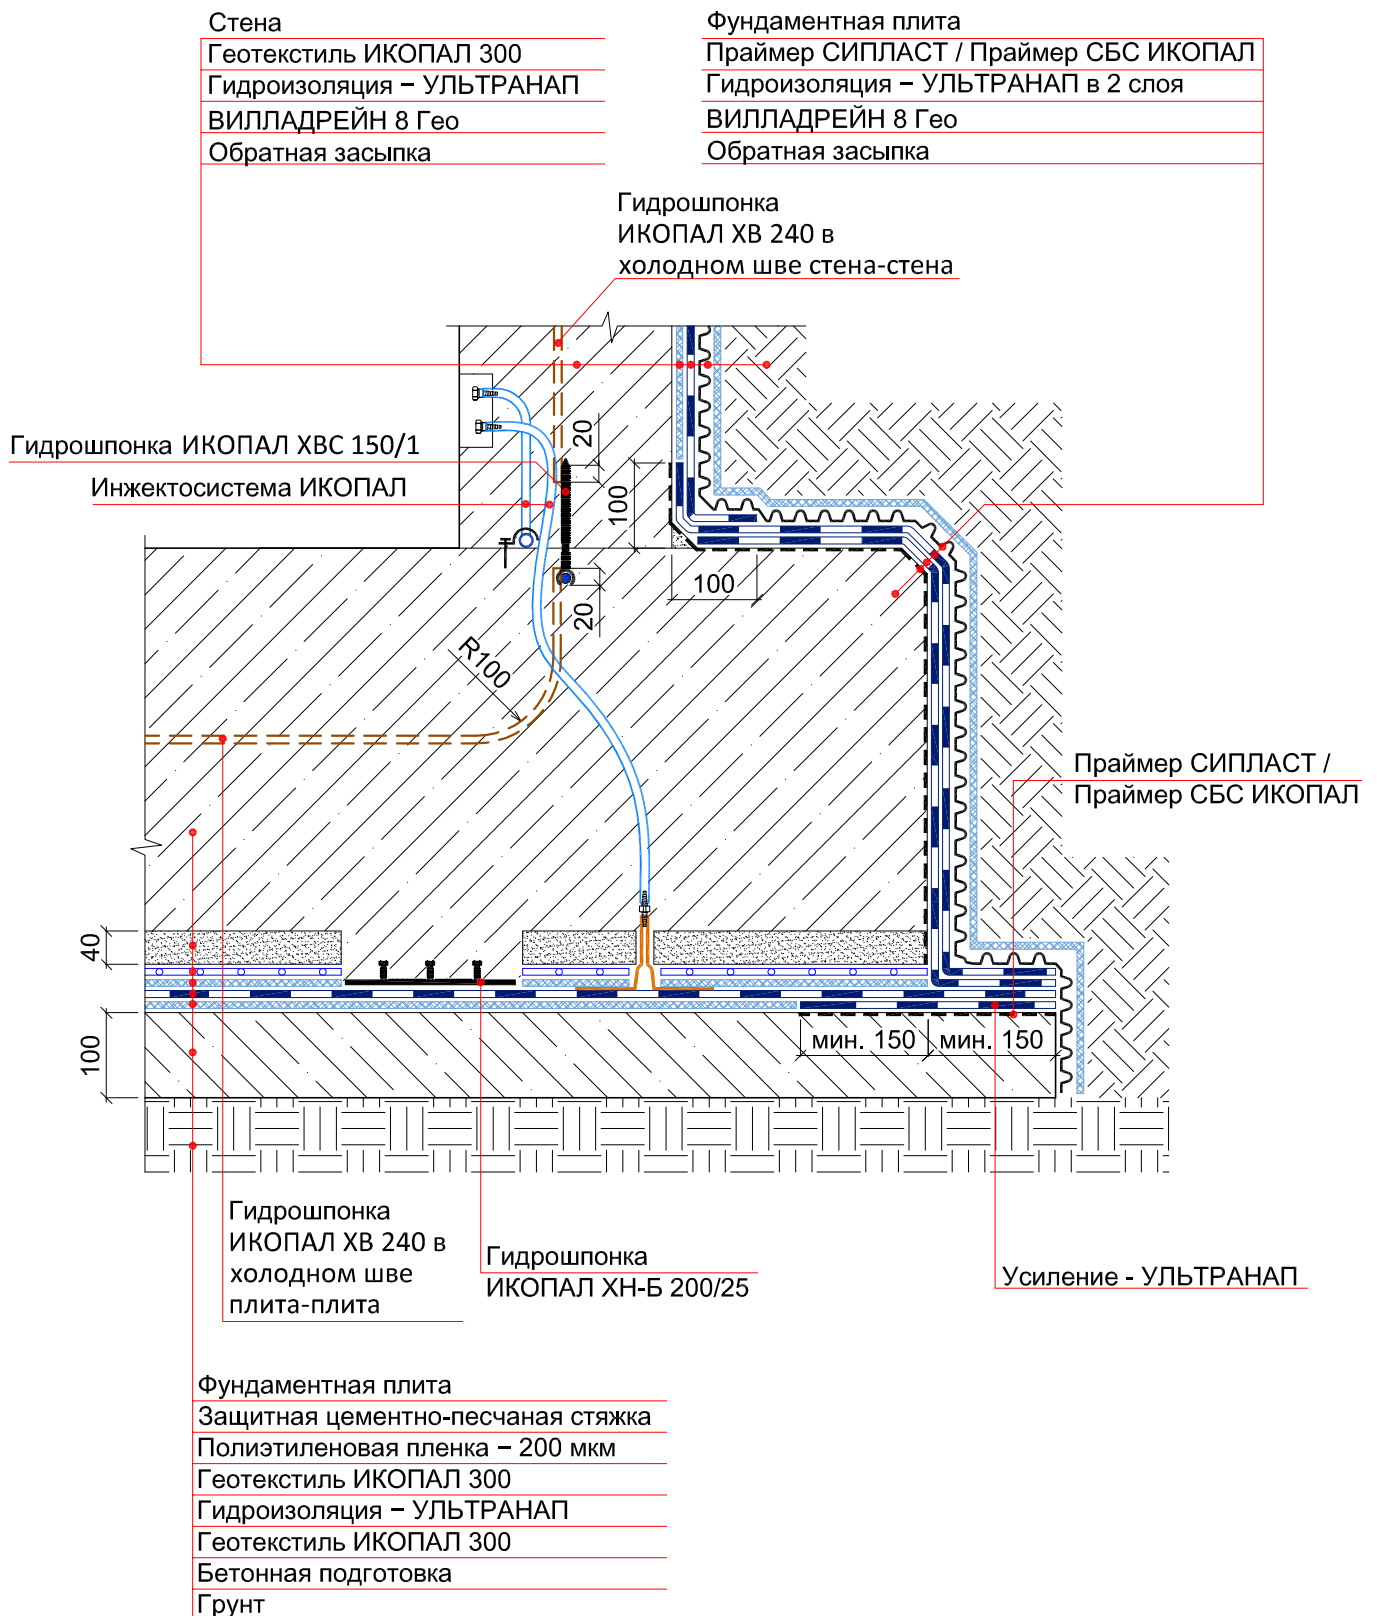 Стена
Геотекстиль ИКОПАЛ 300
Гидроизоляция – УЛЬТРАНАП
ВИЛЛАДРЕЙН 8 Гео
Обратная засыпка
Фундаментная плита
Праймер СИПЛАСТ / Праймер СБС ИКОПАЛ
Гидроизоляция – УЛЬТРАНАП в 2 слоя
ВИЛЛАДРЕЙН 8 Гео
Обратная засыпка
Гидрошпонка
ИКОПАЛ ХВ 240 в
холодном шве стена-стена
Гидрошпонка ИКОПАЛ ХВС 150/1
Инжектосистема ИКОПАЛ
20
100
100
20
R100
Праймер СИПЛАСТ /
Праймер СБС ИКОПАЛ
40
100
мин. 150
мин. 150
Гидрошпонка
ИКОПАЛ ХВ 240 в
холодном шве
плита-плита
Гидрошпонка
ИКОПАЛ ХН-Б 200/25
Усиление - УЛЬТРАНАП
Фундаментная плита
Защитная цементно-песчаная стяжка
Полиэтиленовая пленка – 200 мкм
Геотекстиль ИКОПАЛ 300
Гидроизоляция – УЛЬТРАНАП
Геотекстиль ИКОПАЛ 300
Бетонная подготовка
Грунт